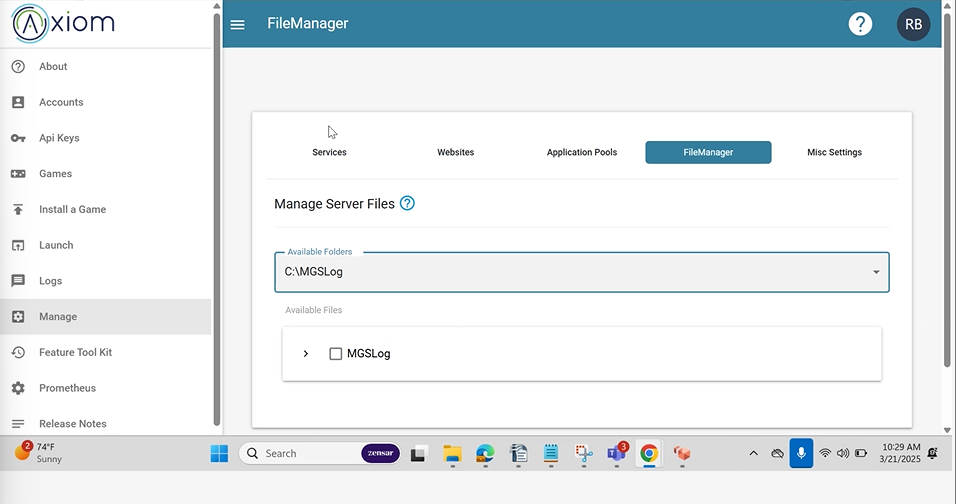 Axiom
FileManager
?
RB
About
Accounts
Api Keys
Games
Install a Game
Launch
Logs
Manage
Feature Tool Kit
Prometheus
Release Notes
Services
Websites
Application Pools
FileManager
Misc Settings
Manage Server Files ?
Available Folders
C:\MGSLog
Available Files
MGSLog
2
74°F
Sunny
Search
zensar
3
10:29 AM
3/21/2025